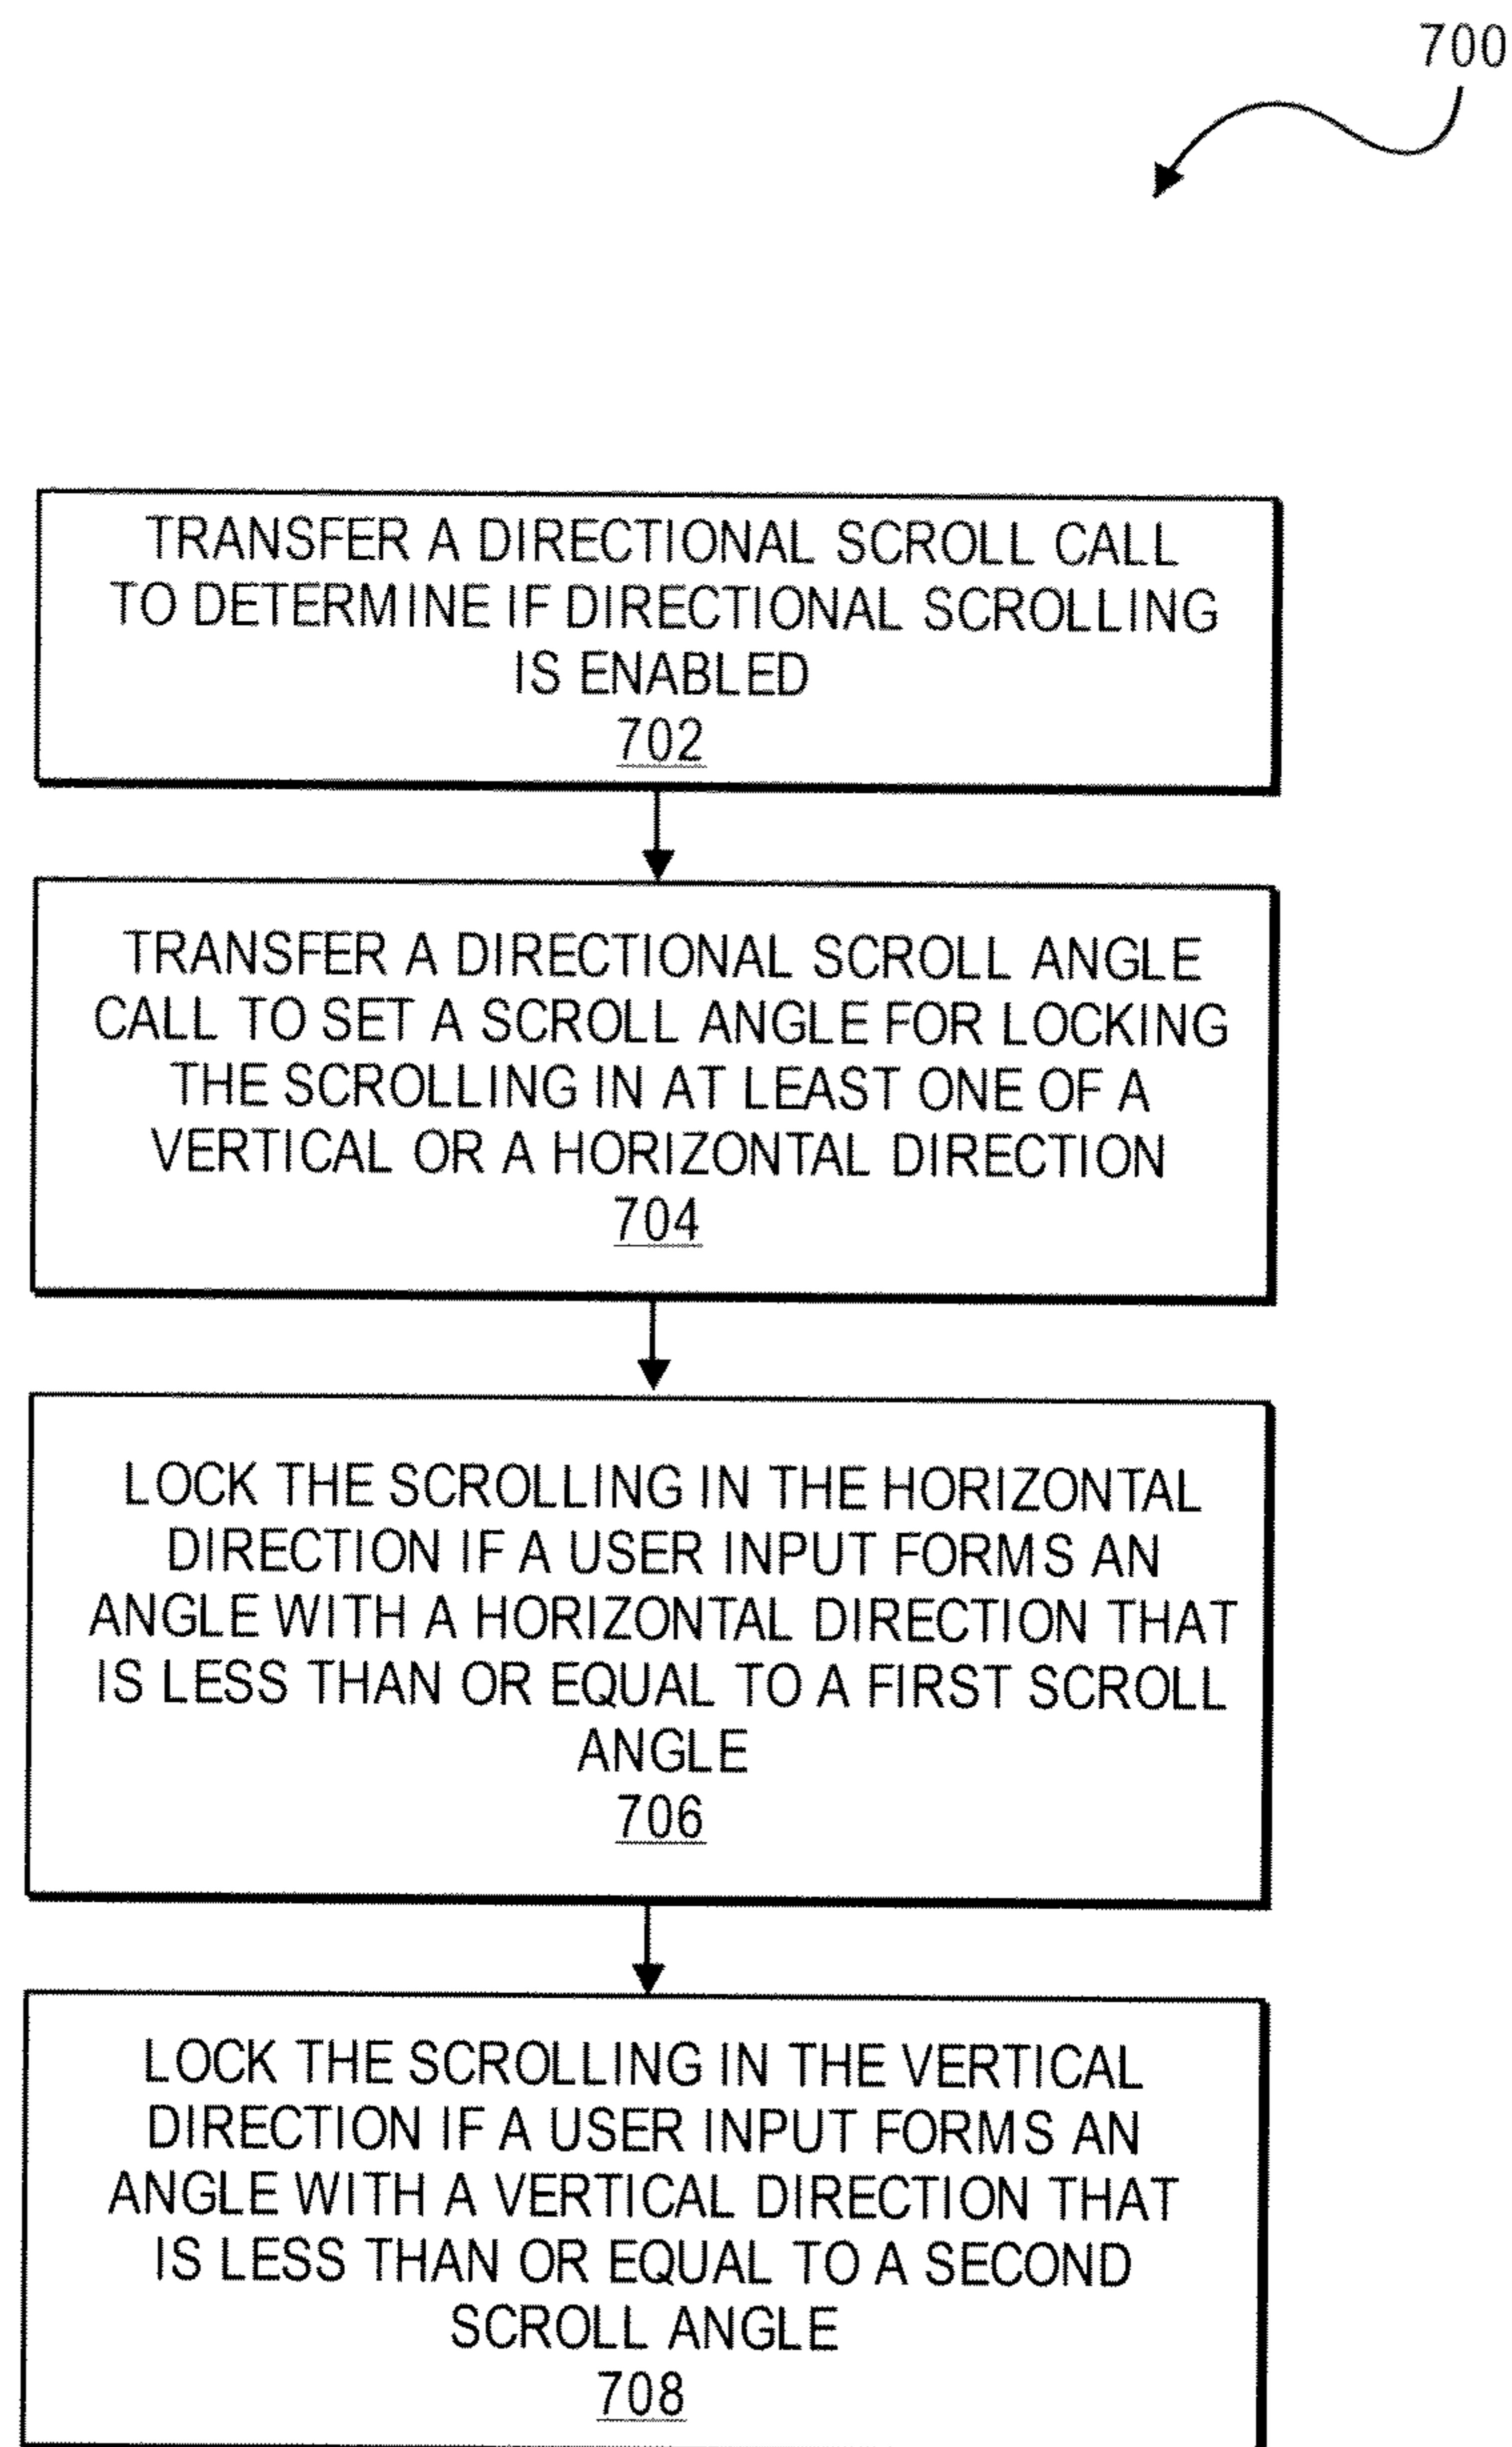 700
TRANSFER A DIRECTIONAL SCROLL CALL
TO DETERMINE IF DIRECTIONAL SCROLLING
IS ENABLED
702
TRANSFER A DIRECTIONAL SCROLL ANGLE
CALL TO SET A SCROLL ANGLE FOR LOCKING
THE SCROLLING IN AT LEAST ONE OF A
VERTICAL OR A HORIZONTAL DIRECTION
704
LOCK THE SCROLLING IN THE HORIZONTAL
DIRECTION IF A USER INPUT FORMS AN
ANGLE WITH A HORIZONTAL DIRECTION THAT
IS LESS THAN OR EQUAL TO A FIRST SCROLL
ANGLE
706
LOCK THE SCROLLING IN THE VERTICAL
DIRECTION IF A USER INPUT FORMS AN
ANGLE WITH A VERTICAL DIRECTION THAT
IS LESS THAN OR EQUAL TO A SECOND
SCROLL ANGLE
708